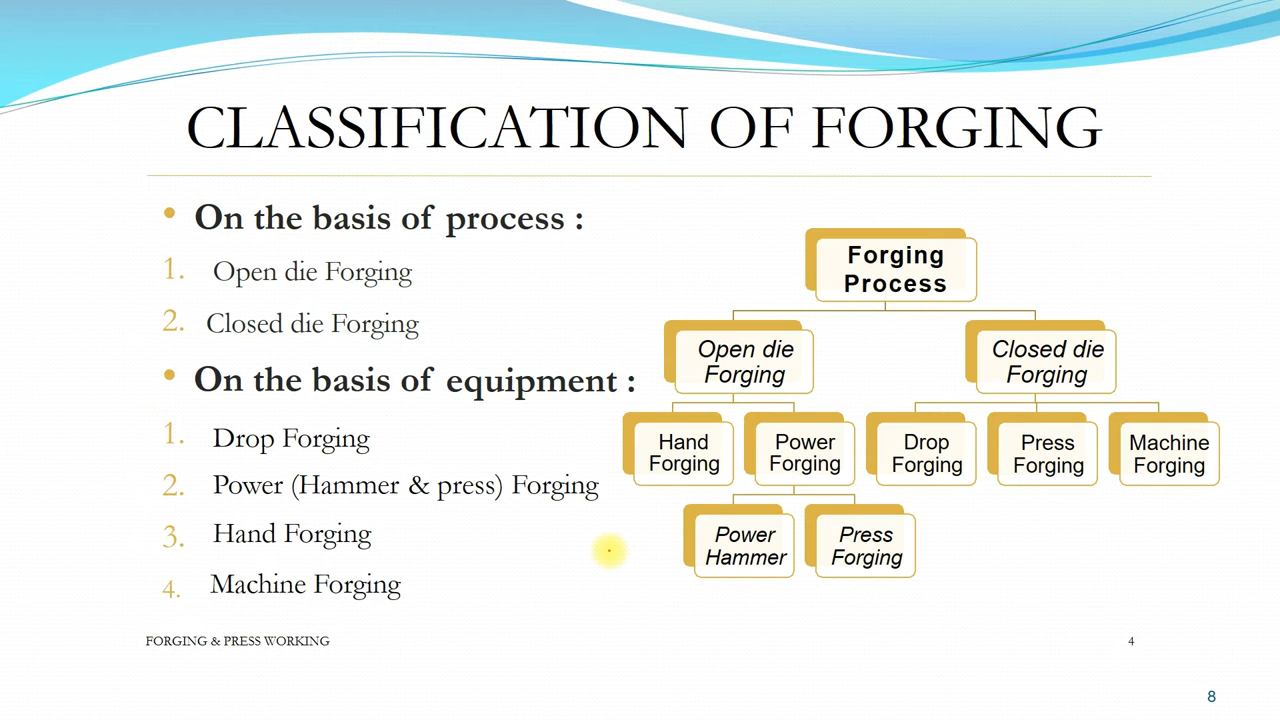 CLASSIFICATION OF FORGING
• On the basis of process :
1. Open die Forging
2. Closed die Forging
• On the basis of equipment :
1. Drop Forging
2. Power (Hammer & press) Forging
3. Hand Forging
4. Machine Forging
Forging
Process
Open die
Forging
Closed die
Forging
Hand
Forging
Power
Forging
Drop
Forging
Press
Forging
Machine
Forging
Power
Hammer
Press
Forging
FORGING & PRESS WORKING
4
8